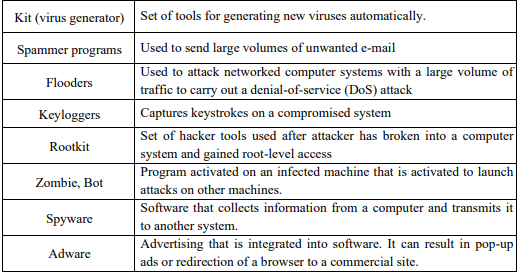 Kit (virus generator) Set of tools for generating new viruses automatically.
Spammer programs Used to send large volumes of unwanted e-mail
Flooders Used to attack networked computer systems with a large volume of
traffic to carry out a denial-of-service (DoS) attack
Keyloggers Captures keystrokes on a compromised system
Rootkit Set of hacker tools used after attacker has broken into a computer
system and gained root-level access
Zombie, Bot Program activated on an infected machine that is activated to launch
attacks on other machines.
Spyware Software that collects information from a computer and transmits it
to another system.
Adware Advertising that is integrated into software. It can result in pop-up
ads or redirection of a browser to a commercial site.